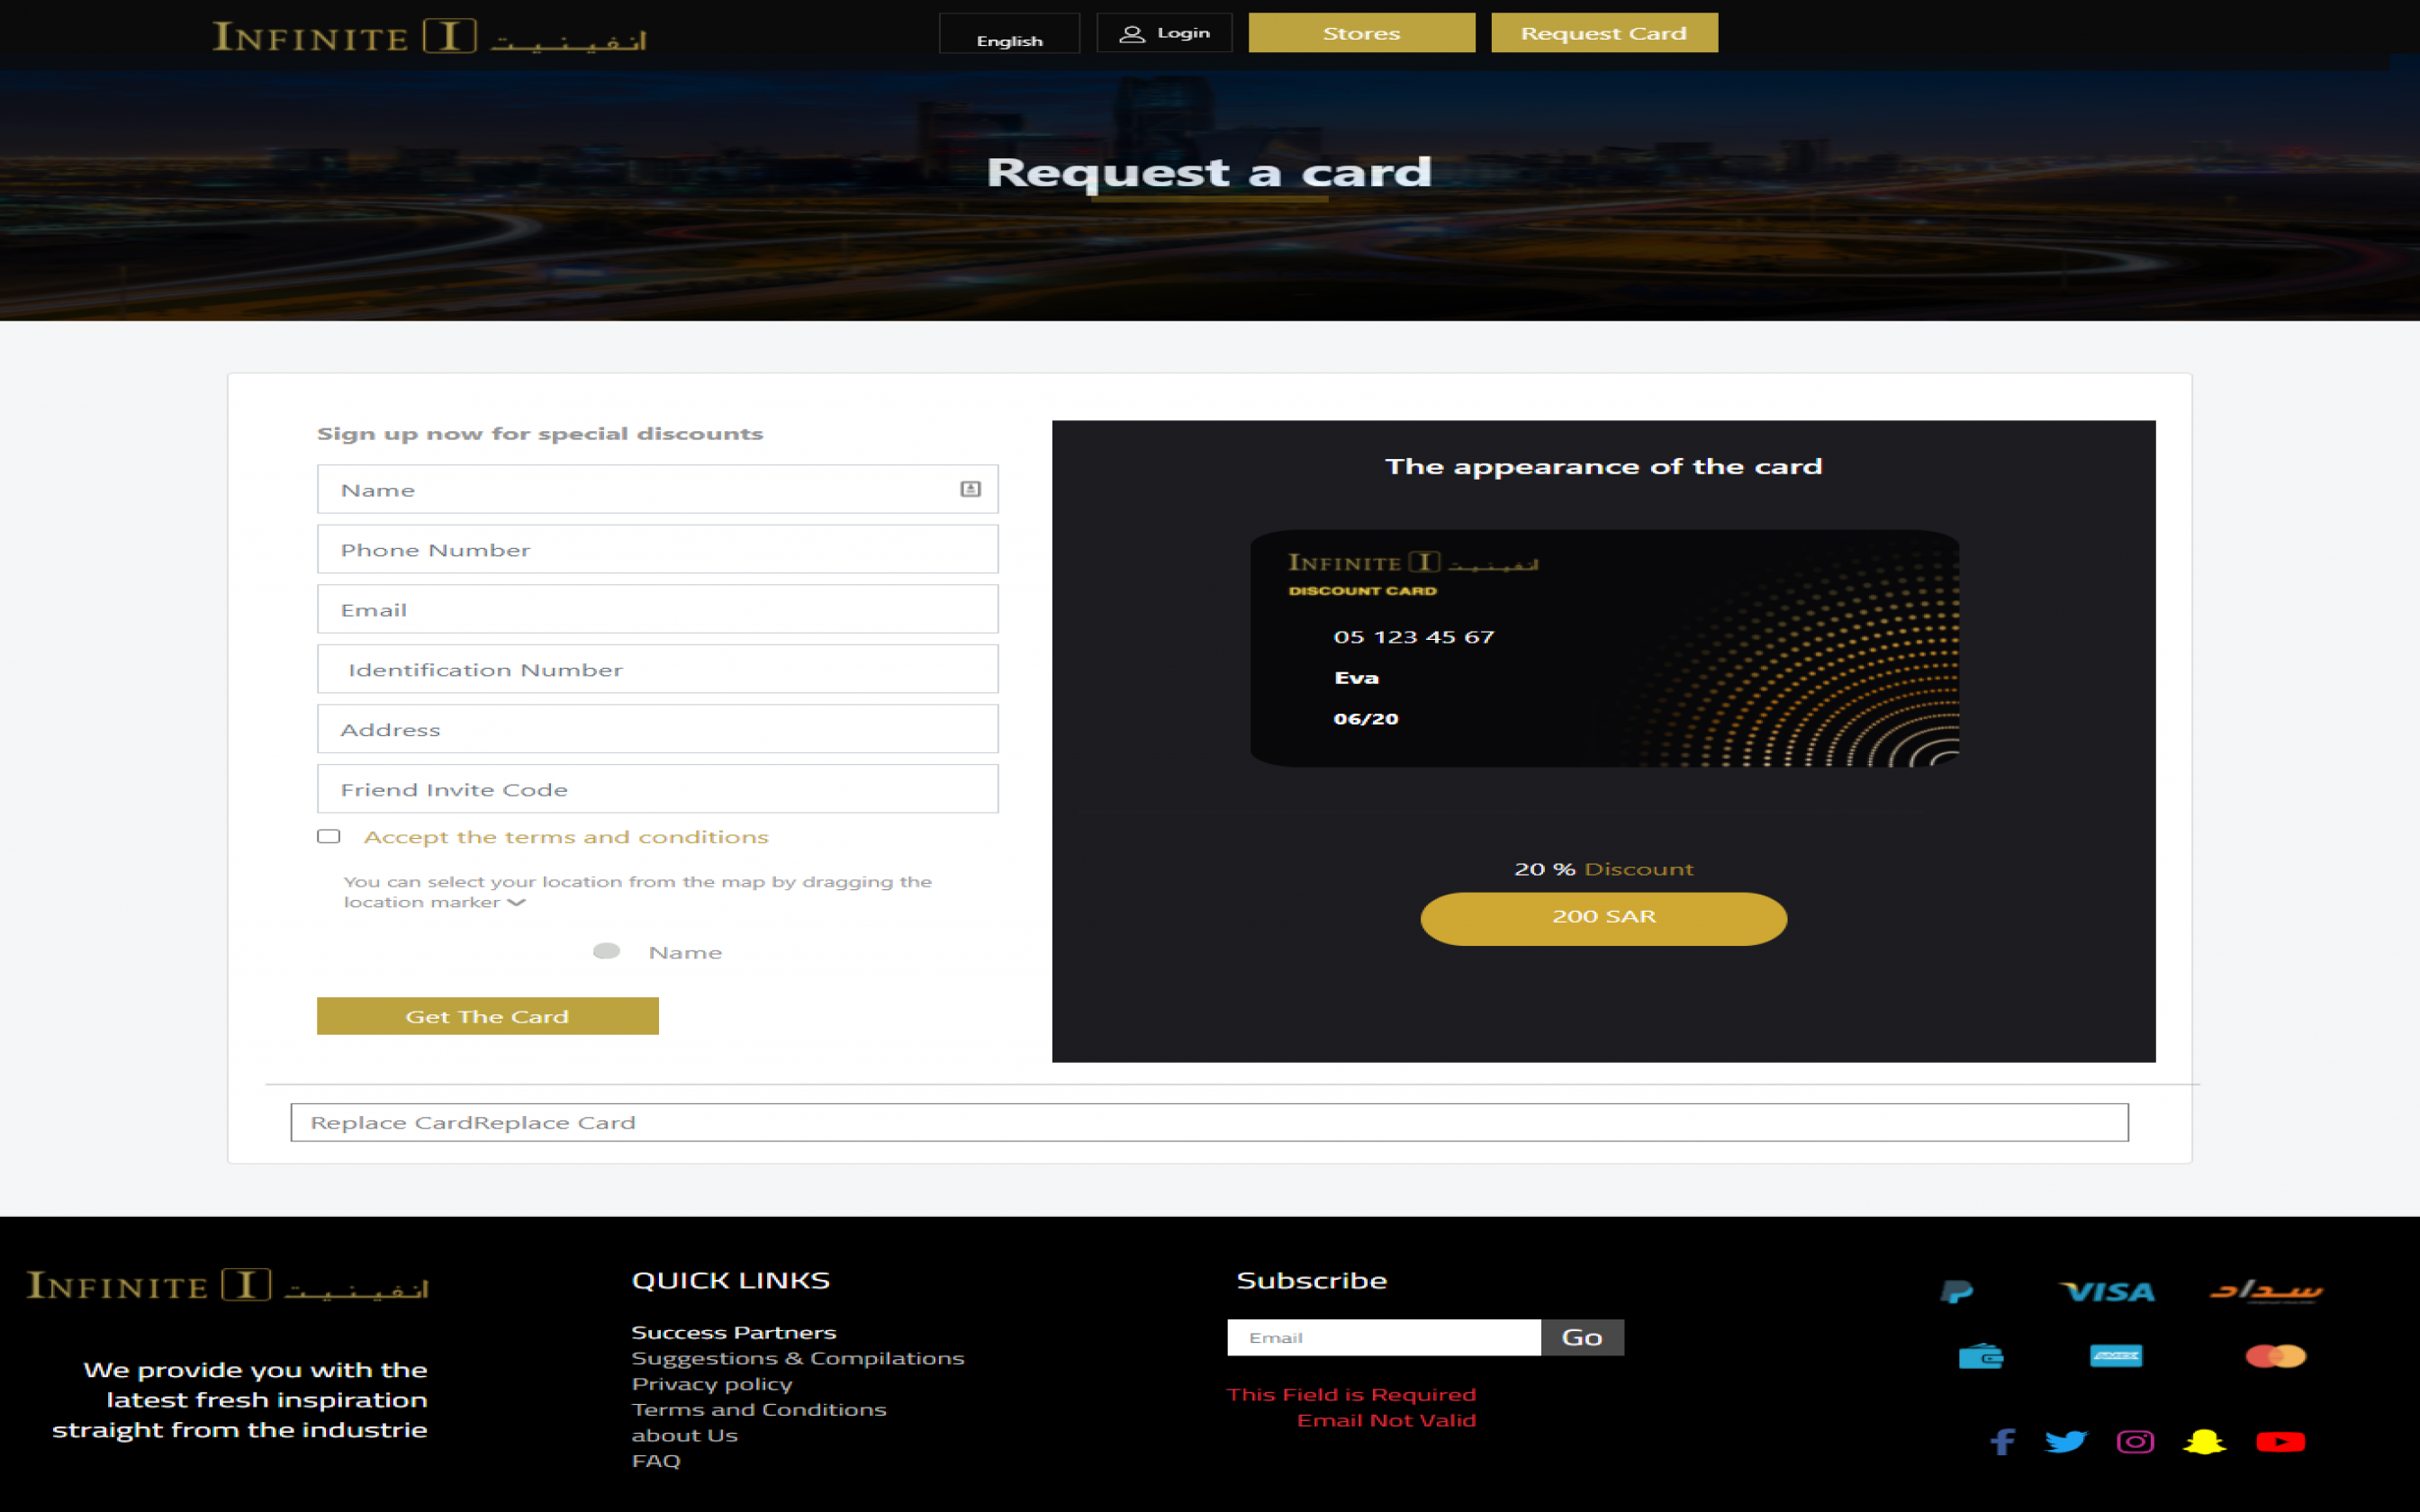 INFINITE I انفينيت
English
Login
Stores
Request Card
Request a card
Sign up now for special discounts
Name
Phone Number
Email
Identification Number
Address
Friend Invite Code
Accept the terms and conditions
You can select your location from the map by dragging the
location marker
Name
Get The Card
The appearance of the card
INFINITE I انفينيت
DISCOUNT CARD
05 123 45 67
Eva
06/20
20 % Discount
200 SAR
Replace CardReplace Card
INFINITE I انفينيت
We provide you with the
latest fresh inspiration
straight from the industrie
QUICK LINKS
Success Partners
Suggestions & Compilations
Privacy policy
Terms and Conditions
about Us
FAQ
Subscribe
Email
Go
This Field is Required
Email Not Valid
VISA
سداد
AMEX